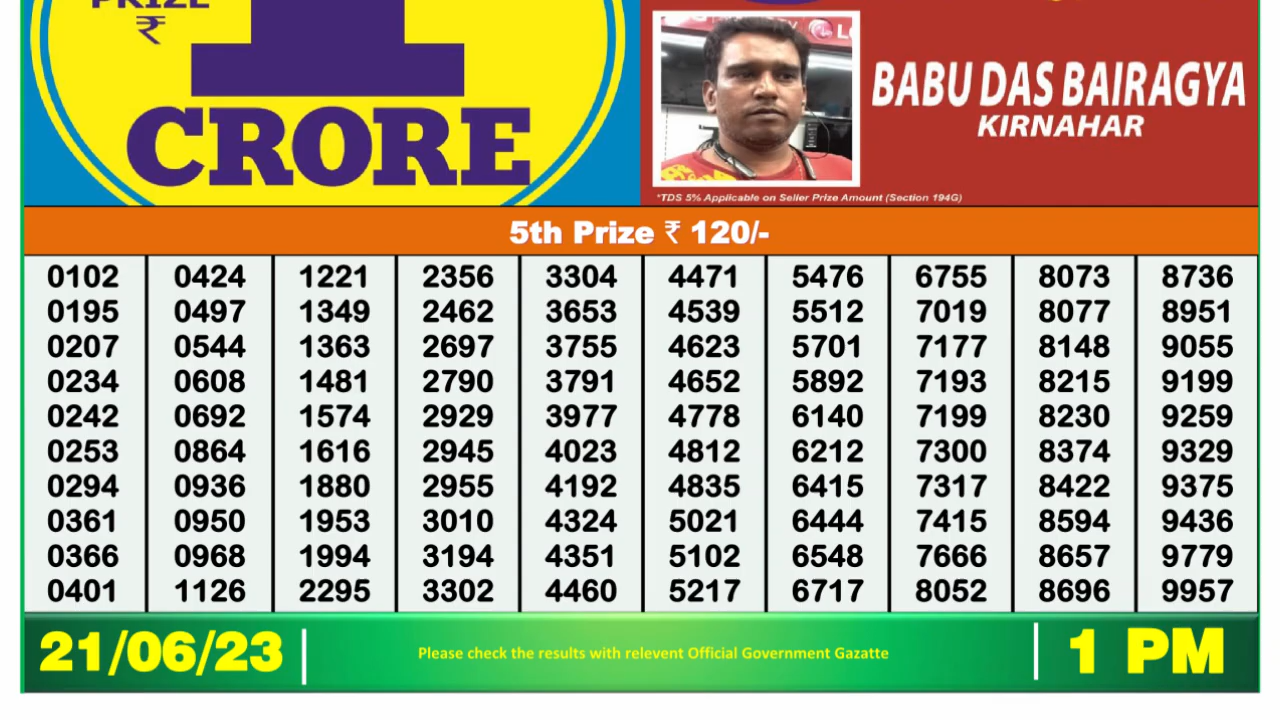 PRIZE
₹
1
CRORE
BABU DAS BAIRAGYA
KIRNAHAR
*TDS 5% Applicable on Seller Prize Amount (Section 194G)
5th Prize ₹ 120/-
0102 0424 1221 2356 3304 4471 5476 6755 8073 8736
0195 0497 1349 2462 3653 4539 5512 7019 8077 8951
0207 0544 1363 2697 3755 4623 5701 7177 8148 9055
0234 0608 1481 2790 3791 4652 5892 7193 8215 9199
0242 0692 1574 2929 3977 4778 6140 7199 8230 9259
0253 0864 1616 2945 4023 4812 6212 7300 8374 9329
0294 0936 1880 2955 4192 4835 6415 7317 8422 9375
0361 0950 1953 3010 4324 5021 6444 7415 8594 9436
0366 0968 1994 3194 4351 5102 6548 7666 8657 9779
0401 1126 2295 3302 4460 5217 6717 8052 8696 9957
21/06/23
Please check the results with relevent Official Government Gazatte
1 PM